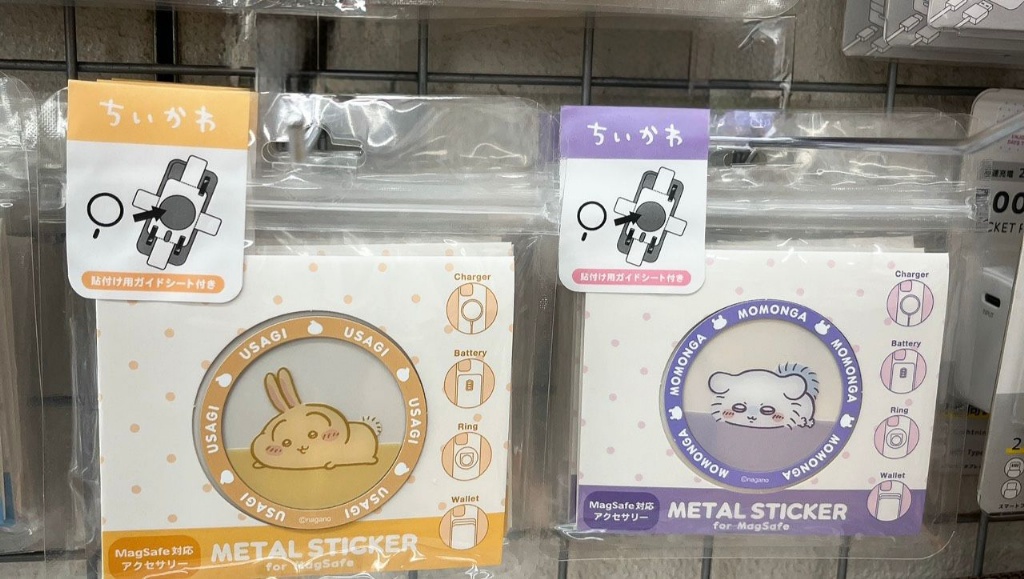 ちいかわ
貼付け用ガイドシート付き
Charger
Battery
Ring
Wallet
USAGI
USAGI
USAGI
USAGI
USAGI
©nagano
MagSafe対応
アクセサリー
METAL STICKER
for MagSafe
ちいかわ
貼付け用ガイドシート付き
Charger
Battery
Ring
Wallet
MOMONGA
MOMONGA
MOMONGA
MOMONGA
MOMONGA
©nagano
MagSafe対応
アクセサリー
METAL STICKER
for MagSafe